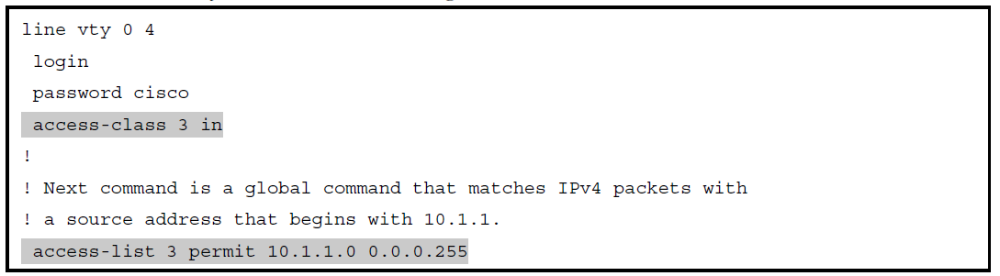 line vty 0 4
login
password cisco
access-class 3 in
!
! Next command is a global command that matches IPv4 packets with
! a source address that begins with 10.1.1.
access-list 3 permit 10.1.1.0 0.0.0.255